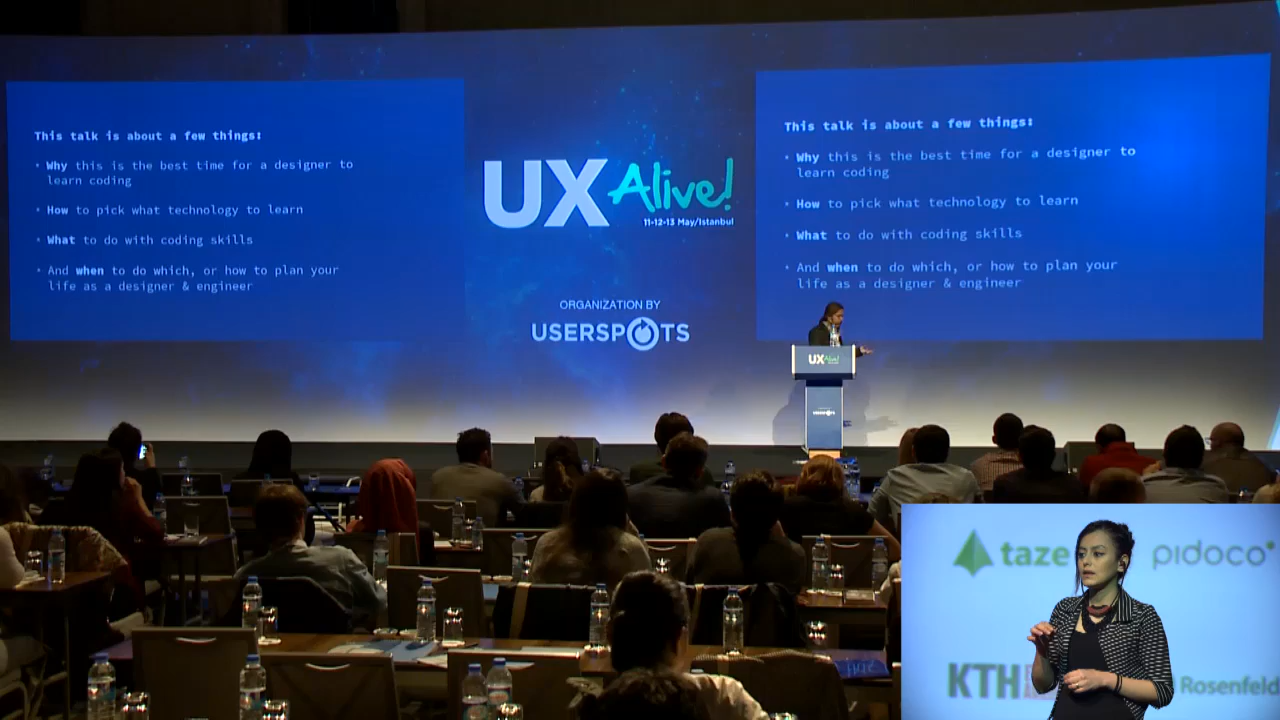 This talk is about a few things:
• Why this is the best time for a designer to
learn coding
• How to pick what technology to learn
• What to do with coding skills
• And when to do which, or how to plan your
life as a designer & engineer
UX Alive!
11-12-13 May/Istanbul
ORGANIZATION BY
USERSPOTS
This talk is about a few things:
• Why this is the best time for a designer to
learn coding
• How to pick what technology to learn
• What to do with coding skills
• And when to do which, or how to plan your
life as a designer & engineer
UX Alive!
USERSPOTS
taze
pidoco
KTH
Rosenfeld